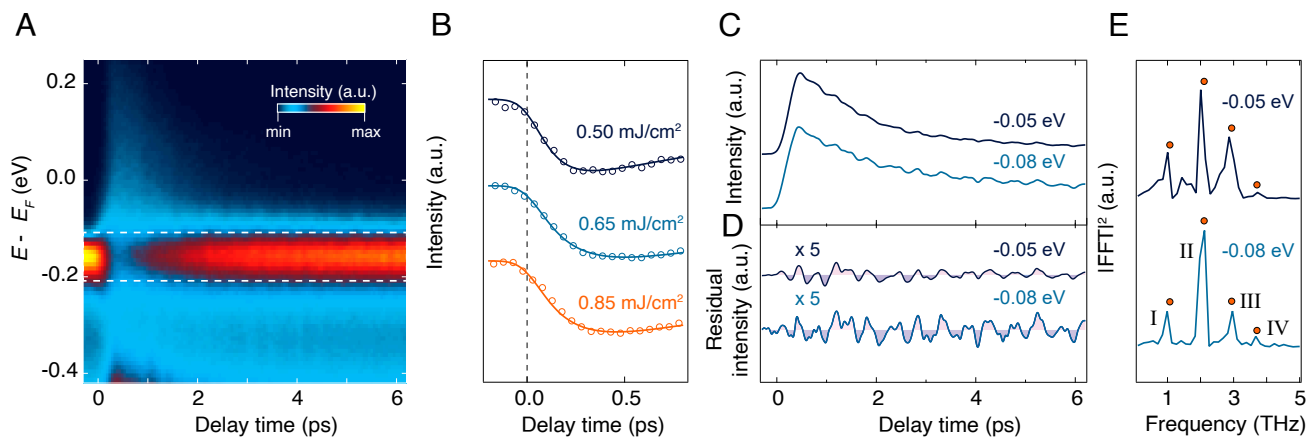 A
0.2
0.0
-0.2
-0.4
E - E_F (eV)
Intensity (a.u.)
min
max
0
2
4
6
Delay time (ps)
B
Intensity (a.u.)
0.50 mJ/cm²
0.65 mJ/cm²
0.85 mJ/cm²
0.0
0.5
Delay time (ps)
C
Intensity (a.u.)
-0.05 eV
-0.08 eV
D
Residual
intensity (a.u.)
x 5
-0.05 eV
x 5
-0.08 eV
0
2
4
6
Delay time (ps)
E
IFFTI² (a.u.)
-0.05 eV
II
-0.08 eV
I
III
IV
1
3
5
Frequency (THz)